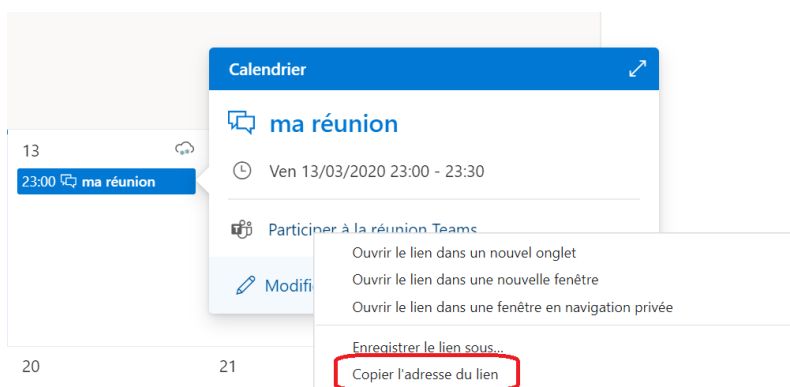 Calendrier
ma réunion
13
Ven 13/03/2020 23:00 - 23:30
23:00 ma réunion
Participer à la réunion Teams
Ouvrir le lien dans un nouvel onglet
Modifi
Ouvrir le lien dans une nouvelle fenêtre
Ouvrir le lien dans une fenêtre en navigation privée
Enregistrer le lien sous...
20
21
Copier l'adresse du lien